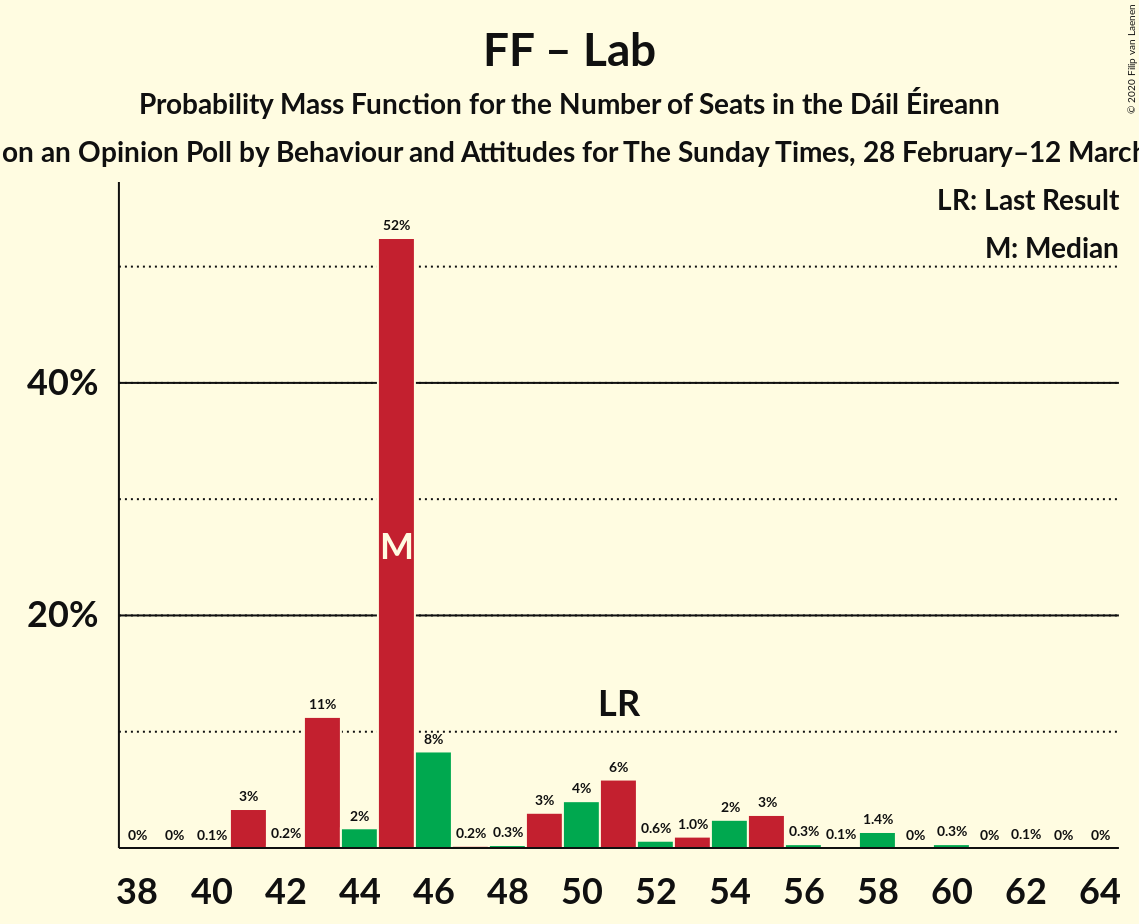 FF – Lab
Probability Mass Function for the Number of Seats in the Dáil Éireann
on an Opinion Poll by Behaviour and Attitudes for The Sunday Times, 28 February–12 March
© 2020 Filip van Laenen
LR: Last Result
M: Median
40%
20%
52%
M
LR
0% 0% 0.1% 3% 0.2% 11% 2% 8% 0.2% 0.3% 3% 4% 6% 0.6% 1.0% 2% 3% 0.3% 0.1% 1.4% 0% 0.3% 0% 0.1% 0% 0%
38 40 42 44 46 48 50 52 54 56 58 60 62 64